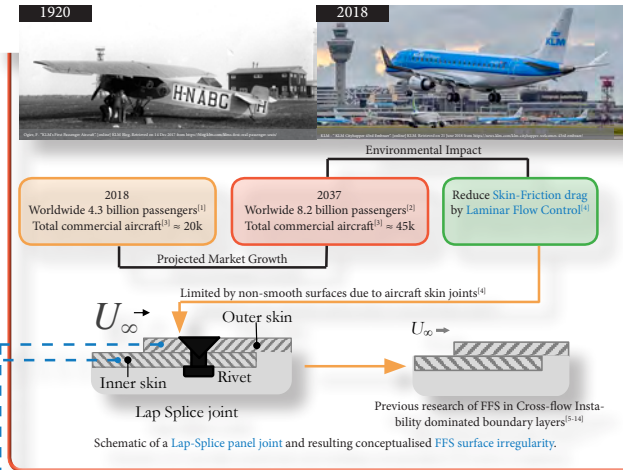 1920
2018
H-NABC
H
KLM
Environmental Impact
2018
Worldwide 4.3 billion passengers[1]
Total commercial aircraft[3] ≈ 20k
2037
Worlwide 8.2 billion passengers[2]
Total commercial aircraft[3] ≈ 45k
Reduce Skin-Friction drag
by Laminar Flow Control[4]
Projected Market Growth
Limited by non-smooth surfaces due to aircraft skin joints[4]
U∞
Outer skin
Inner skin
Rivet
Lap Splice joint
U∞
Previous research of FFS in Cross-flow Insta-
bility dominated boundary layers[5-14]
Schematic of a Lap-Splice panel joint and resulting conceptualised FFS surface irregularity.